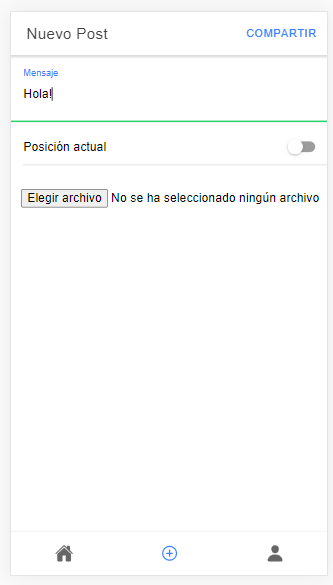 Nuevo Post
COMPARTIR
Mensaje
Hola!
Posición actual
Elegir archivo No se ha seleccionado ningún archivo